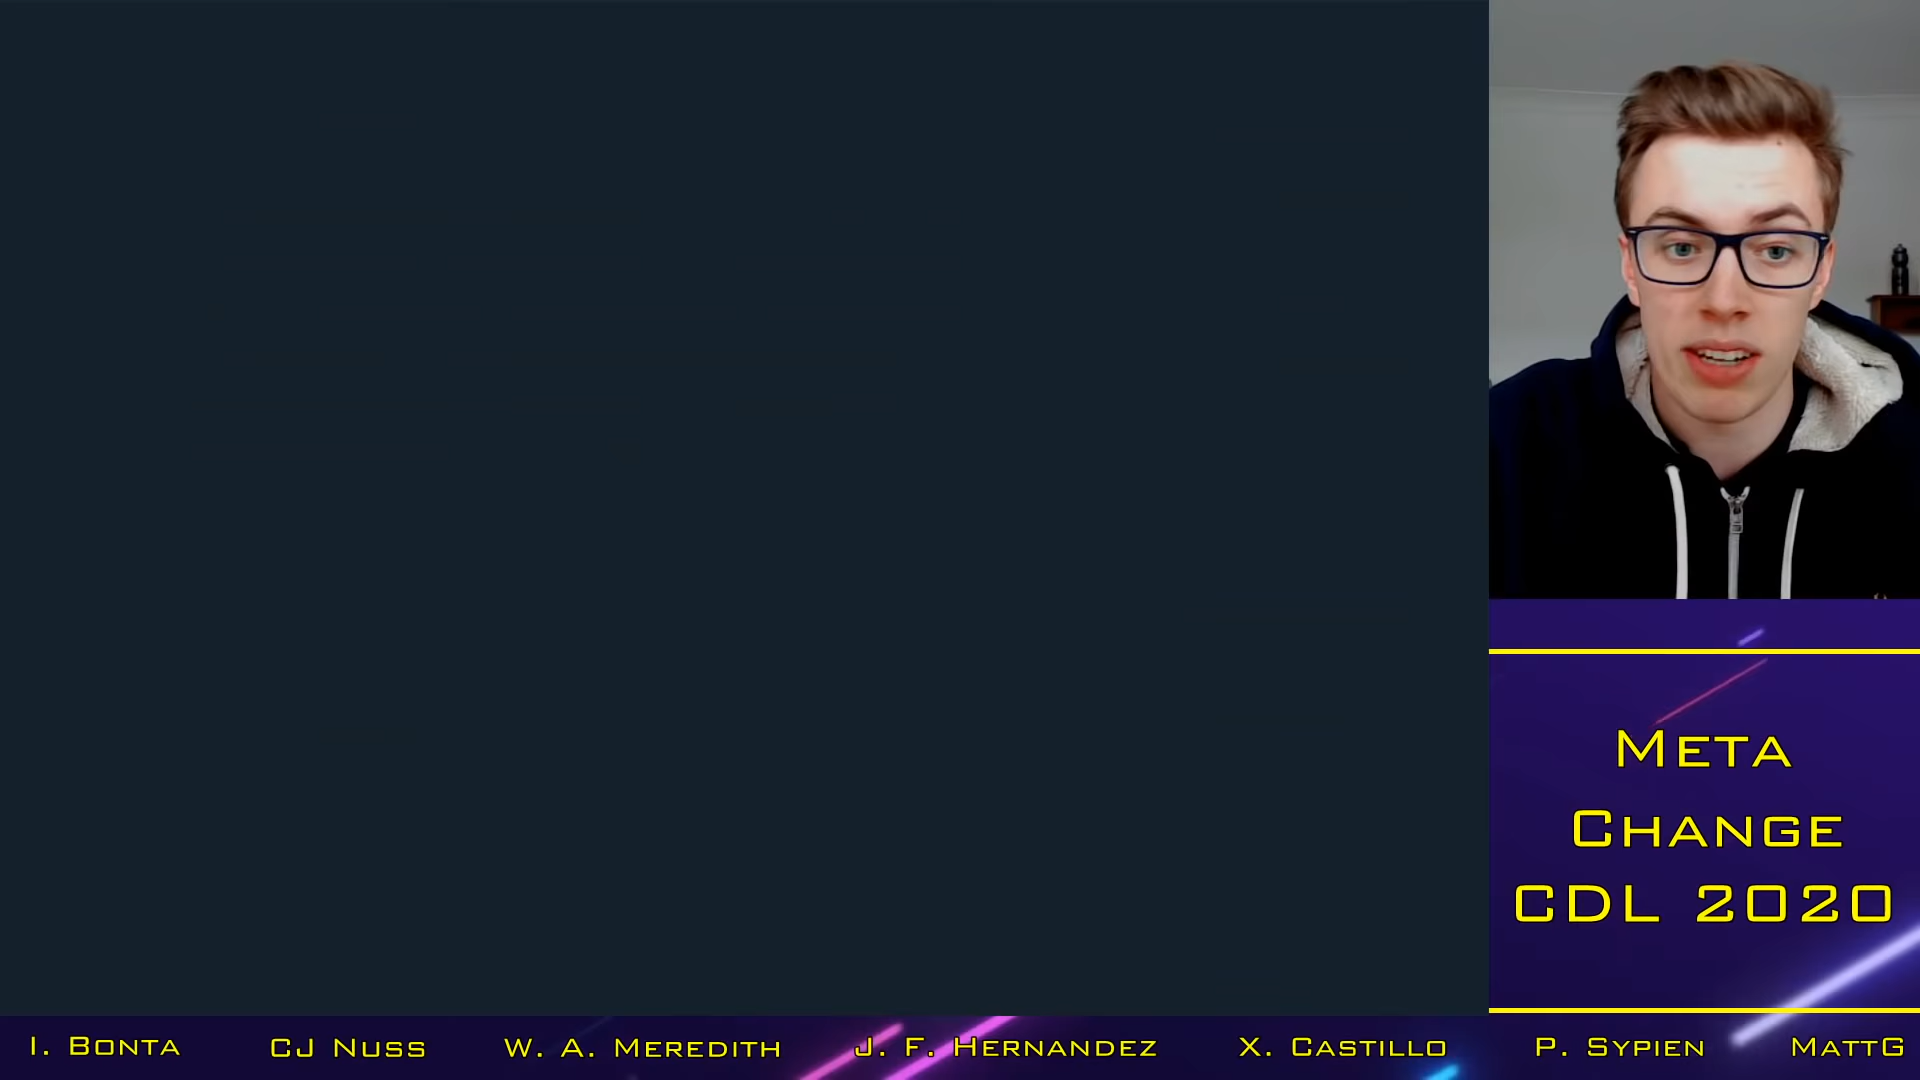 Meta
Change
CDL 2020
I. Bonta CJ Nuss W. A. Meredith J. F. Hernandez X. Castillo P. Sypien MattG